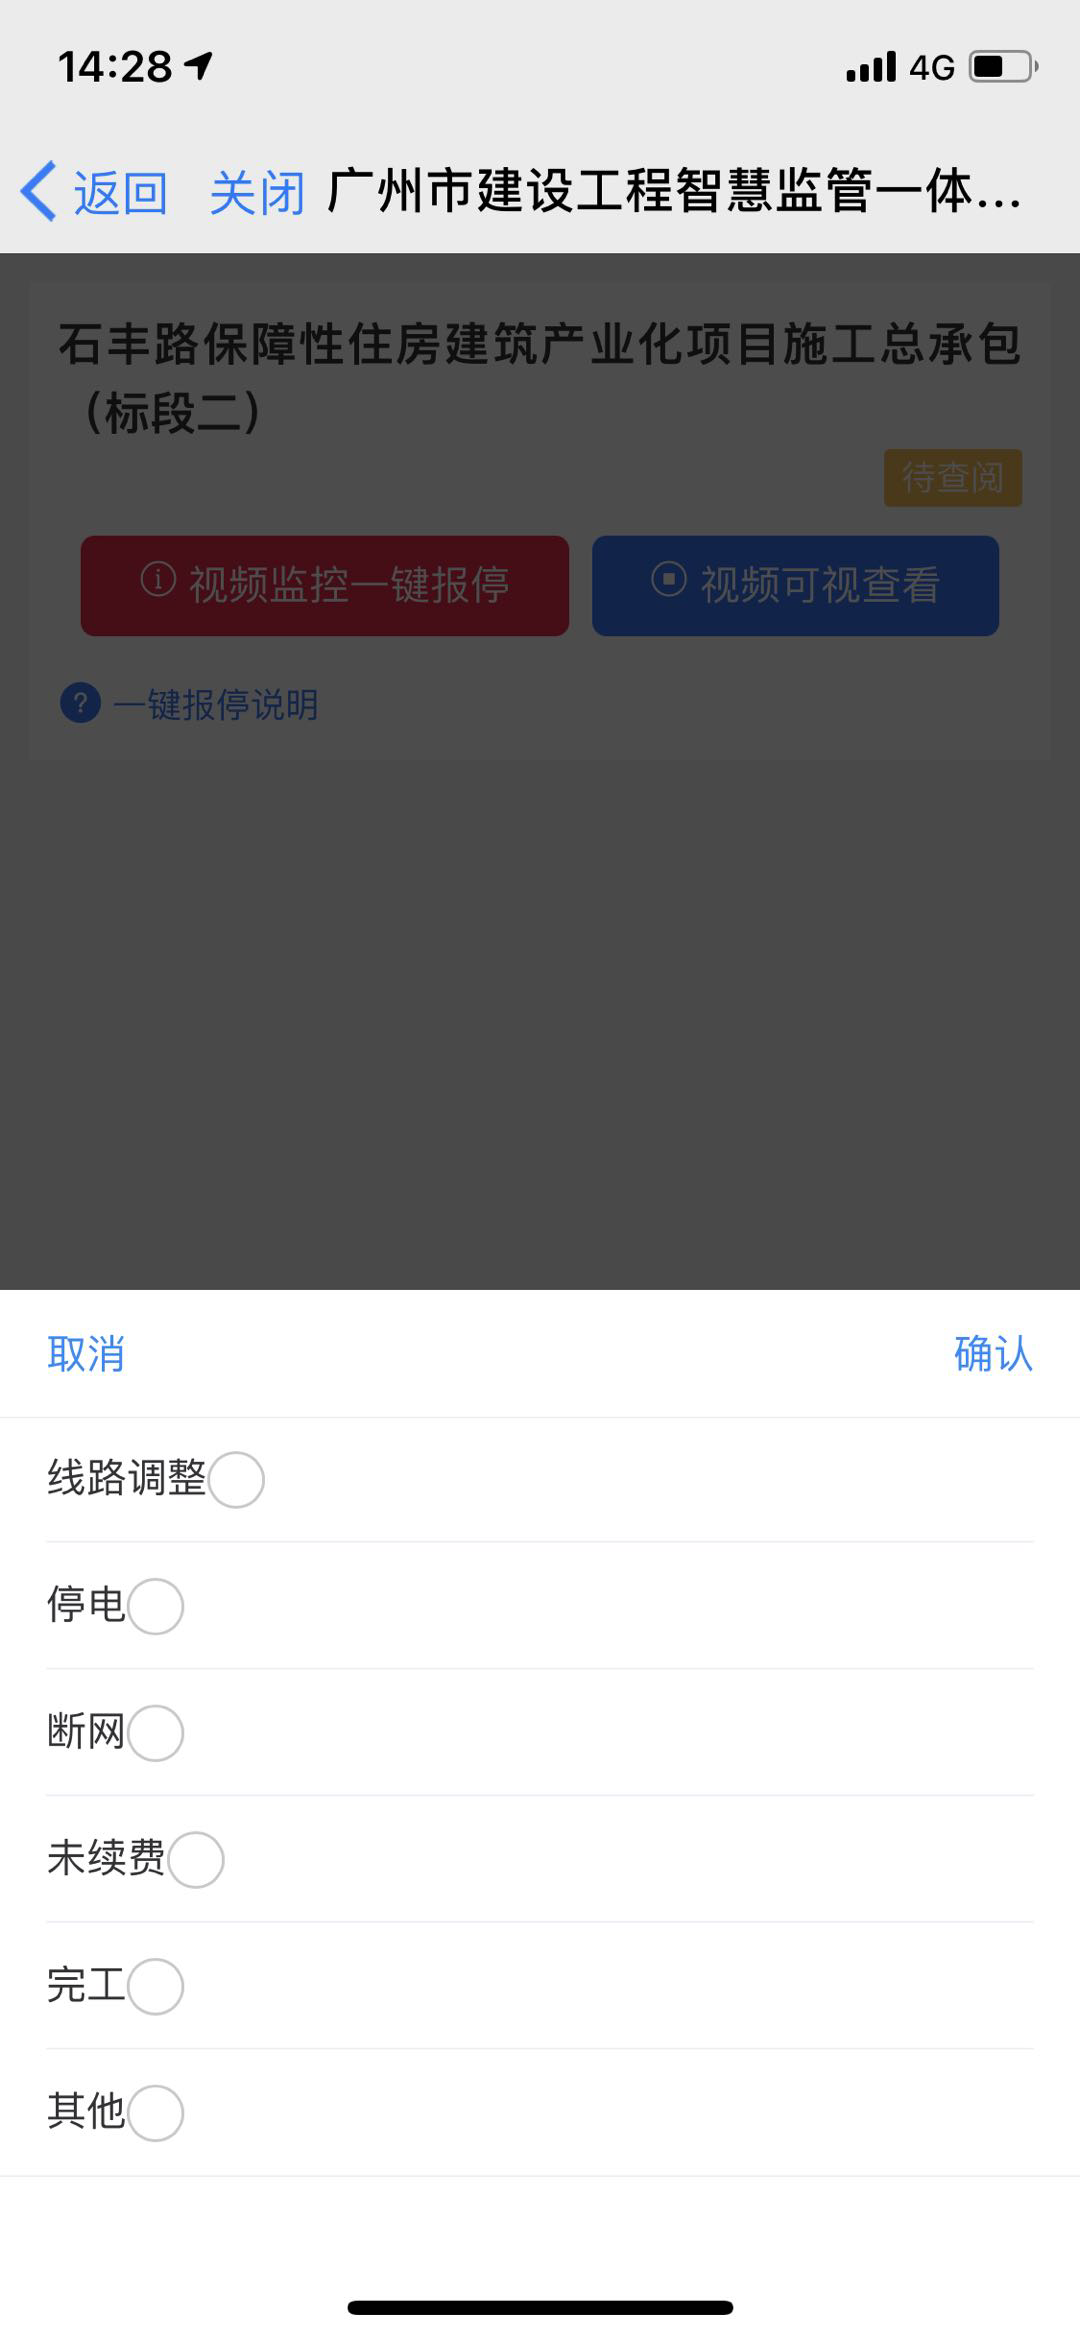 14:28
4G
返回 关闭 广州市建设工程智慧监管一体...
石丰路保障性住房建筑产业化项目施工总承包
（标段二）
待查阅
视频监控一键报停
视频可视查看
一键报停说明
取消
确认
线路调整
停电
断网
未续费
完工
其他